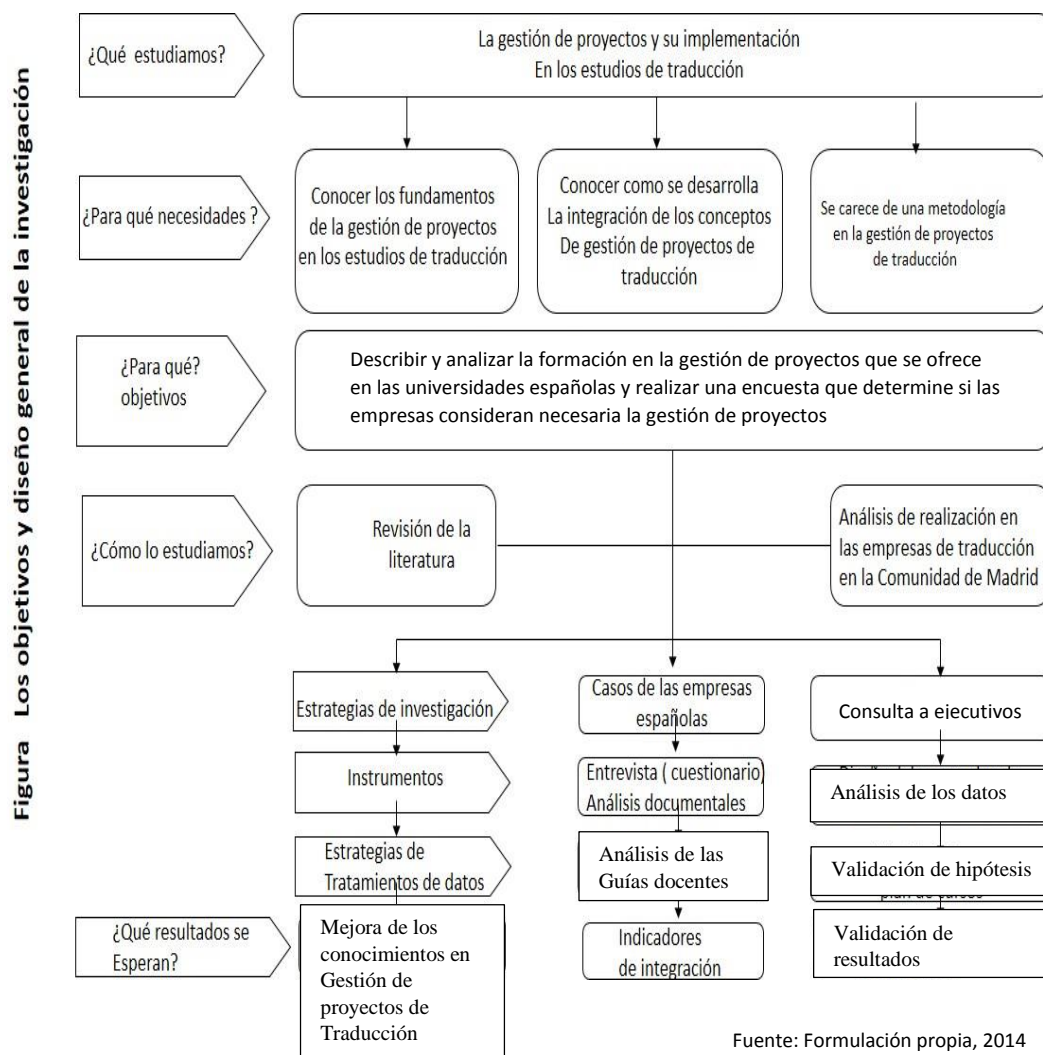 Figura Los objetivos y diseño general de la investigación
¿Qué estudiamos?
La gestión de proyectos y su implementación
En los estudios de traducción
¿Para qué necesidades ?
Conocer los fundamentos
de la gestión de proyectos
en los estudios de traducción
Conocer como se desarrolla
La integración de los conceptos
De gestión de proyectos de
traducción
Se carece de una metodología
en la gestión de proyectos
de traducción
¿Para qué?
objetivos
Describir y analizar la formación en la gestión de proyectos que se ofrece
en las universidades españolas y realizar una encuesta que determine si las
empresas consideran necesaria la gestión de proyectos
¿Cómo lo estudiamos?
Revisión de la
literatura
Análisis de realización en
las empresas de traducción
en la Comunidad de Madrid
Estrategias de investigación
Casos de las empresas
españolas
Consulta a ejecutivos
Instrumentos
Entrevista ( cuestionario)
Análisis documentales
Análisis de los datos
Estrategias de
Tratamientos de datos
Análisis de las
Guías docentes
Validación de hipótesis
¿Qué resultados se
Esperan?
Mejora de los
conocimientos en
Gestión de
proyectos de
Traducción
Indicadores
de integración
Validación de
resultados
Fuente: Formulación propia, 2014